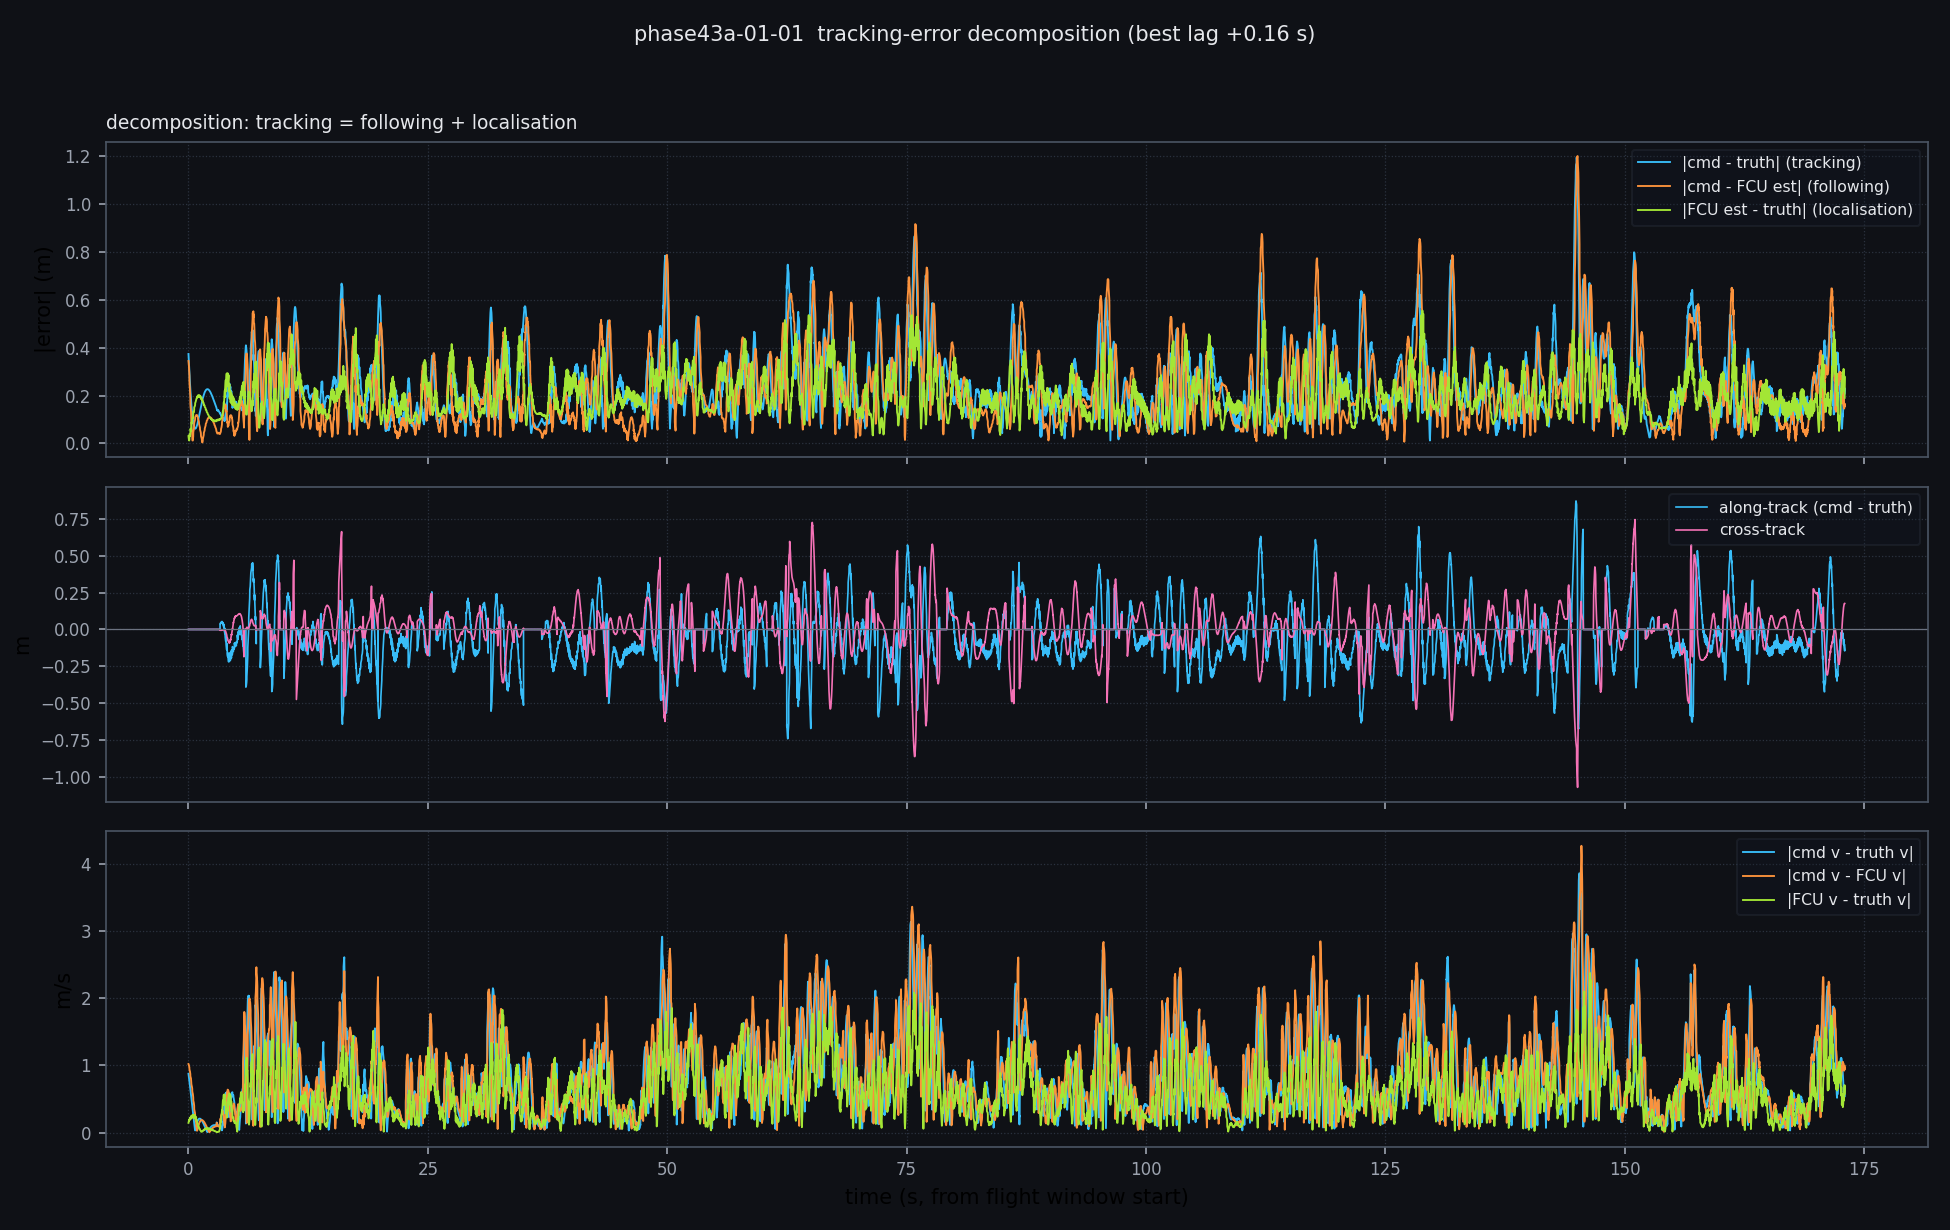 phase43a-01-01  tracking-error decomposition (best lag +0.16 s)
decomposition: tracking = following + localisation
|error| (m)
1.2
1.0
0.8
0.6
0.4
0.2
0.0
|cmd - truth| (tracking)
|cmd - FCU est| (following)
|FCU est - truth| (localisation)
m
0.75
0.50
0.25
0.00
−0.25
−0.50
−0.75
−1.00
along-track (cmd - truth)
cross-track
m/s
4
3
2
1
0
|cmd v - truth v|
|cmd v - FCU v|
|FCU v - truth v|
0 25 50 75 100 125 150 175
time (s, from flight window start)